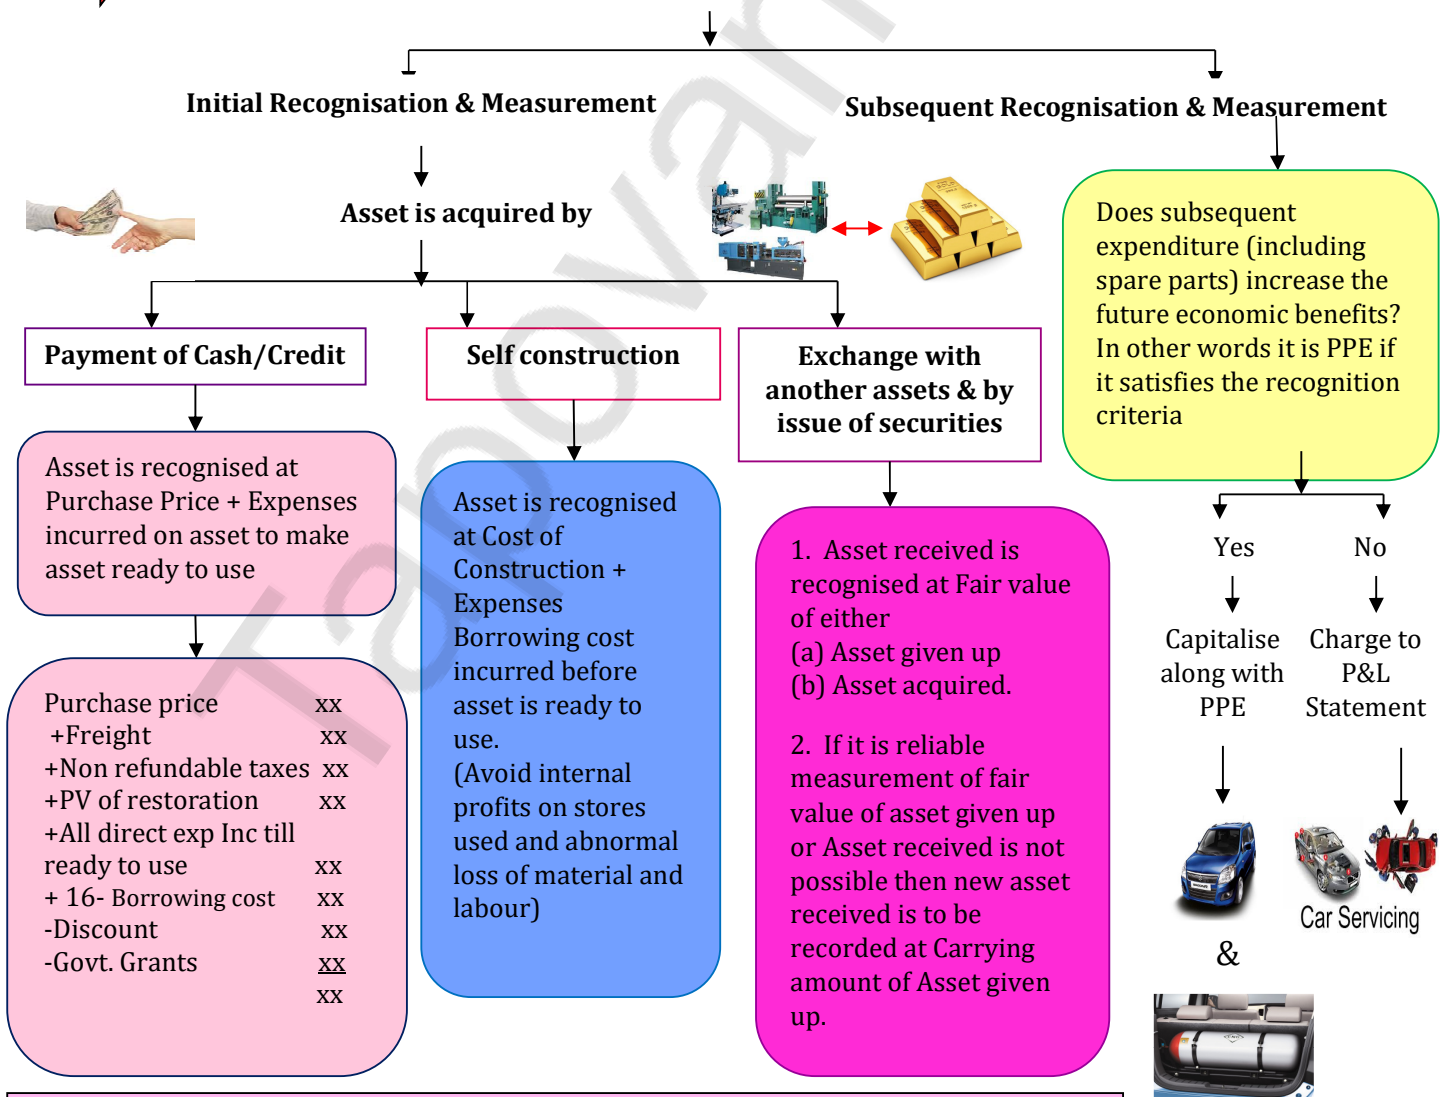 Initial Recognisation & Measurement
Subsequent Recognisation & Measurement
Asset is acquired by
Payment of Cash/Credit
Asset is recognised at
Purchase Price + Expenses
incurred on asset to make
asset ready to use
Purchase price xx
+Freight xx
+Non refundable taxes xx
+PV of restoration xx
+All direct exp Inc till
ready to use xx
+ 16- Borrowing cost xx
-Discount xx
-Govt. Grants xx
xx
Self construction
Asset is recognised
at Cost of
Construction +
Expenses
Borrowing cost
incurred before
asset is ready to
use.
(Avoid internal
profits on stores
used and abnormal
loss of material and
labour)
Exchange with
another assets & by
issue of securities
1. Asset received is
recognised at Fair value
of either
(a) Asset given up
(b) Asset acquired.
2. If it is reliable
measurement of fair
value of asset given up
or Asset received is not
possible then new asset
received is to be
recorded at Carrying
amount of Asset given
up.
Does subsequent
expenditure (including
spare parts) increase the
future economic benefits?
In other words it is PPE if
it satisfies the recognition
criteria
Yes
Capitalise
along with
PPE
&
No
Charge to
P&L
Statement
Car Servicing
Tapovan